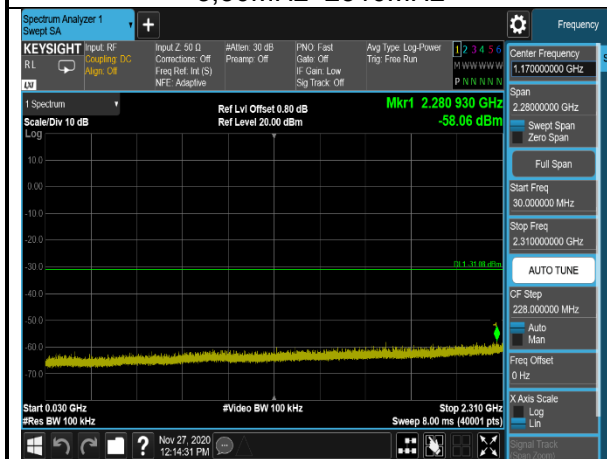 Spectrum Analyzer 1
Swept SA
+
Frequency
KEYSIGHT
RL
LXI
Input: RF
Coupling: DC
Align: Off
Input Z: 50 Ω
Corrections: Off
Freq Ref: Int (S)
NFE: Adaptive
#Atten: 30 dB
Preamp: Off
PNO: Fast
Gate: Off
IF Gain: Low
Sig Track: Off
Avg Type: Log-Power
Trig: Free Run
1 2 3 4 5 6
M W W W W W
P N N N N N
1 Spectrum
Scale/Div 10 dB
Log
Ref Lvl Offset 0.80 dB
Ref Level 20.00 dBm
Mkr1 2.280 930 GHz
-58.06 dBm
10.0
0.00
-10.0
-20.0
-30.0
-40.0
-50.0
-60.0
-70.0
1
Start 0.030 GHz
#Res BW 100 kHz
#Video BW 100 kHz
Stop 2.310 GHz
Sweep 8.00 ms (40001 pts)
Center Frequency
1.170000000 GHz
Span
2.28000000 GHz
Swept Span
Zero Span
Full Span
Start Freq
30.000000 MHz
Stop Freq
2.310000000 GHz
AUTO TUNE
CF Step
228.000000 MHz
Auto
Man
Freq Offset
0 Hz
X Axis Scale
Log
Lin
Signal Track
(Span Zoom)
?
Nov 27, 2020
12:14:31 PM